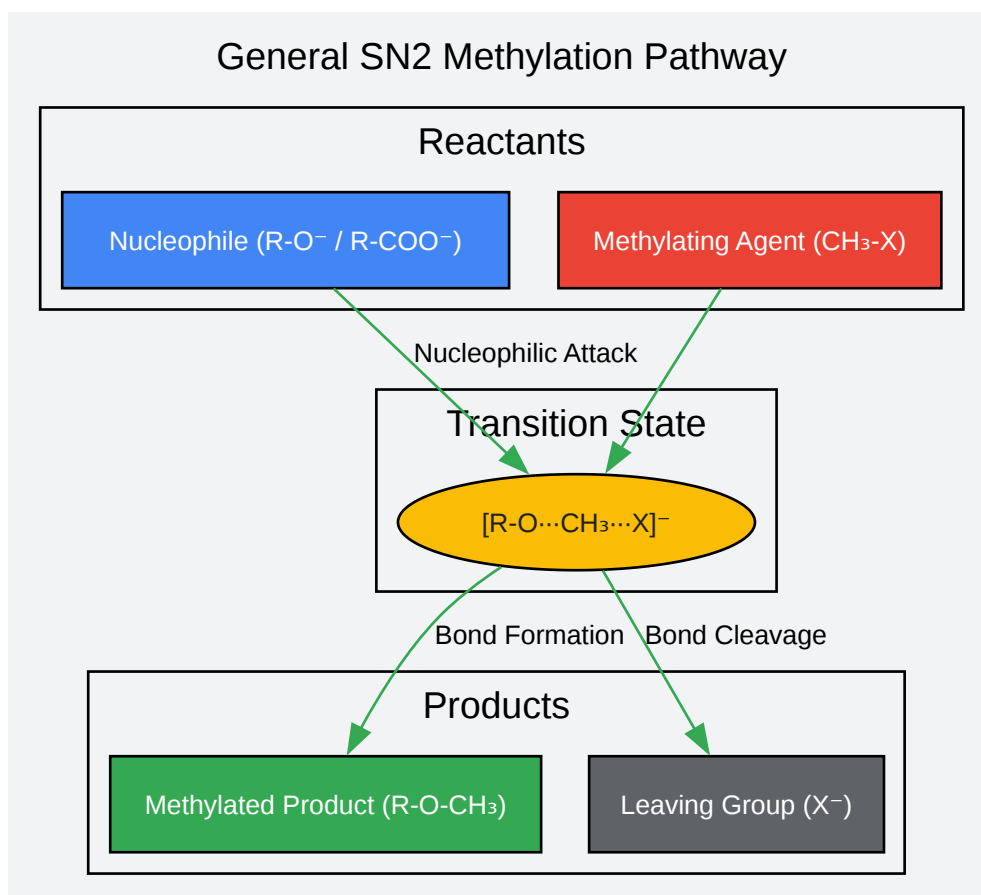 General SN2 Methylation Pathway
Reactants
Nucleophile (R-O⁻ / R-COO⁻)
Methylating Agent (CH₃-X)
Nucleophilic Attack
Transition State
[R-O···CH₃···X]⁻
Bond Formation
Bond Cleavage
Products
Methylated Product (R-O-CH₃)
Leaving Group (X⁻)